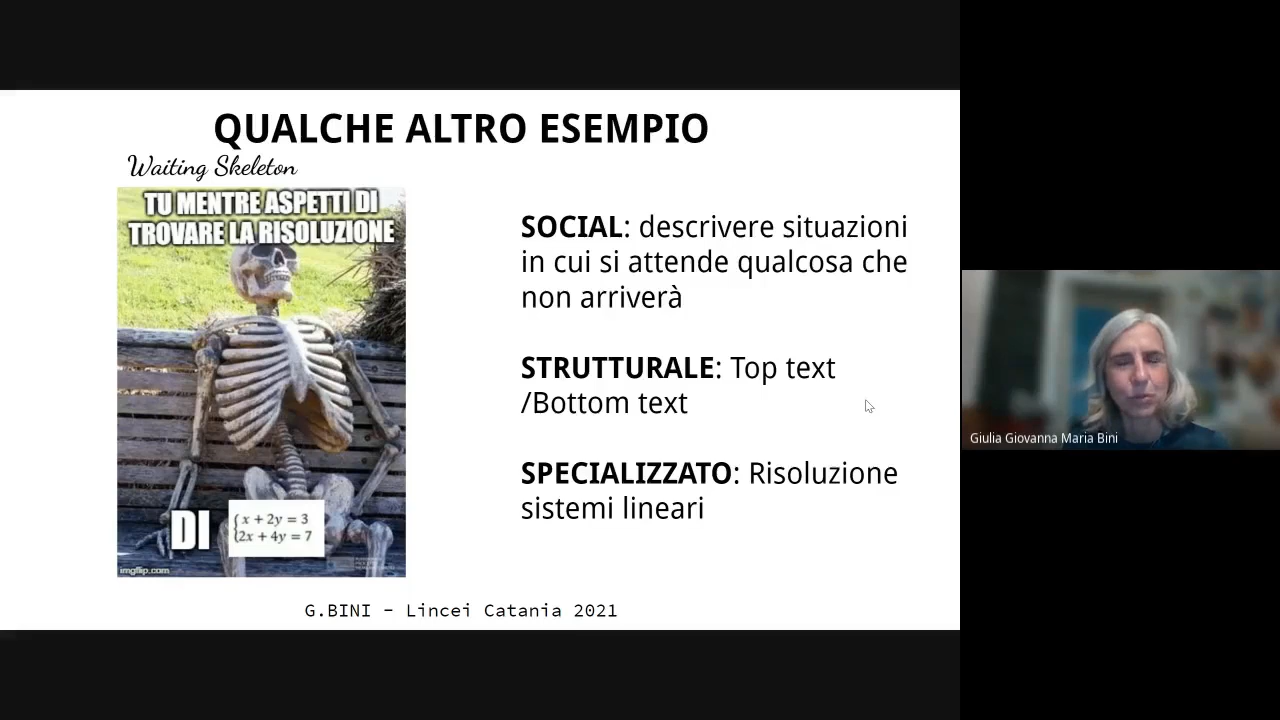 QUALCHE ALTRO ESEMPIO
Waiting Skeleton
TU MENTRE ASPETTI DI
TROVARE LA RISOLUZIONE
DI
x + 2y = 3
2x + 4y = 7
imgflip.com
SOCIAL: descrivere situazioni
in cui si attende qualcosa che
non arriverà
STRUTTURALE: Top text
/Bottom text
SPECIALIZZATO: Risoluzione
sistemi lineari
G.BINI – Lincei Catania 2021
Giulia Giovanna Maria Bini